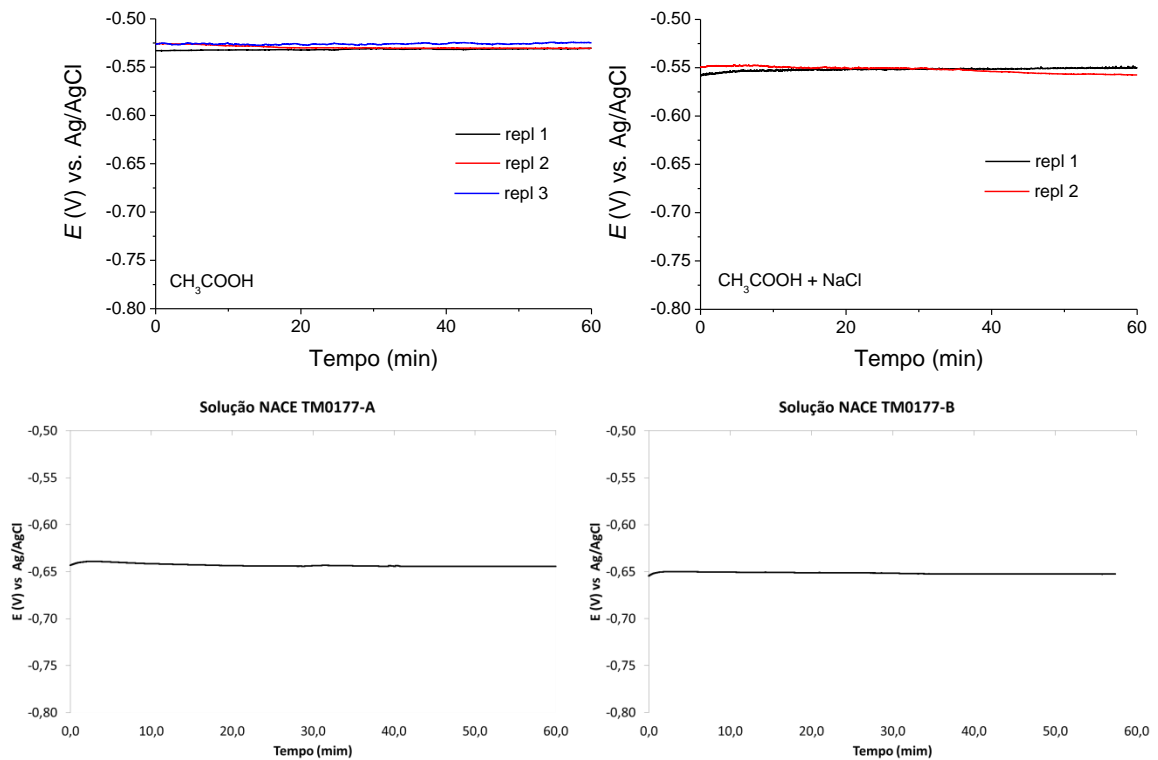 -0.50
-0.55
-0.60
-0.65
-0.70
-0.75
-0.80
E (V) vs. Ag/AgCl
repl 1
repl 2
repl 3
CH₃COOH
0 20 40 60
Tempo (min)
-0.50
-0.55
-0.60
-0.65
-0.70
-0.75
-0.80
E (V) vs. Ag/AgCl
repl 1
repl 2
CH₃COOH + NaCl
0 20 40 60
Tempo (min)
Solução NACE TM0177-A
-0,50
-0,55
-0,60
-0,65
-0,70
-0,75
-0,80
E (V) vs Ag/AgCl
0,0 10,0 20,0 30,0 40,0 50,0 60,0
Tempo (mim)
Solução NACE TM0177-B
-0,50
-0,55
-0,60
-0,65
-0,70
-0,75
-0,80
E (V) vs Ag/AgCl
0,0 10,0 20,0 30,0 40,0 50,0 60,0
Tempo (mim)